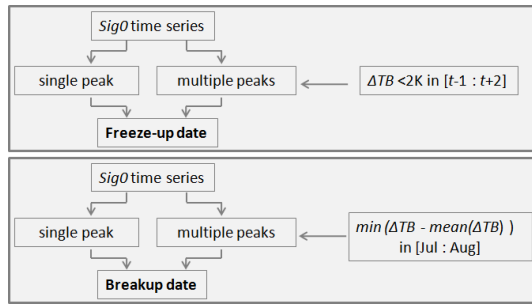 Sig0 time series
single peak
multiple peaks
ΔTB <2K in [t-1 : t+2]
Freeze-up date
Sig0 time series
single peak
multiple peaks
min (ΔTB - mean(ΔTB) )
in [Jul : Aug]
Breakup date